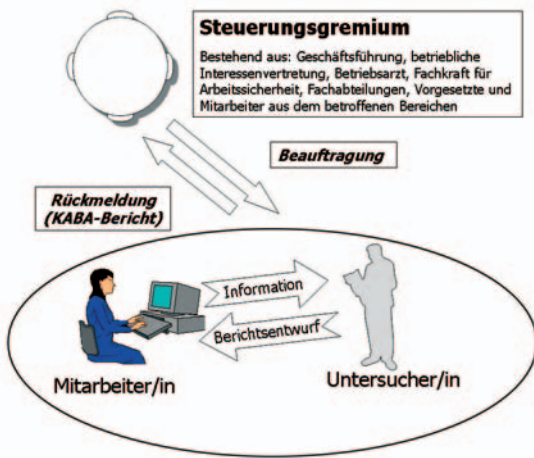 Steuerungsgremium
Bestehend aus: Geschäftsführung, betriebliche
Interessenvertretung, Betriebsarzt, Fachkraft für
Arbeitssicherheit, Fachabteilungen, Vorgesetzte und
Mitarbeiter aus dem betroffenen Bereichen
Beauftragung
Rückmeldung
(KABA-Bericht)
Information
Berichtsentwurf
Mitarbeiter/in
Untersucher/in